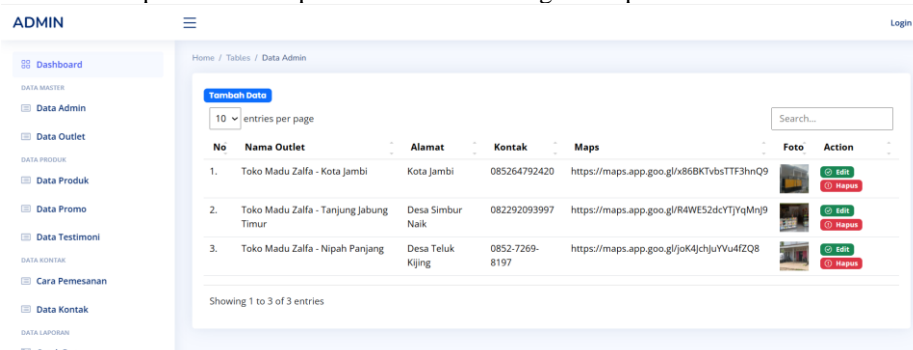 ADMIN
Login
Dashboard
DATA MASTER
Data Admin
Data Outlet
DATA PRODUK
Data Produk
Data Promo
Data Testimoni
DATA KONTAK
Cara Pemesanan
Data Kontak
DATA LAPORAN
Home / Tables / Data Admin
Tambah Data
10 entries per page
Search...
No Nama Outlet Alamat Kontak Maps Foto Action
1. Toko Madu Zalfa - Kota Jambi Kota Jambi 085264792420 https://maps.app.goo.gl/x86BKTvbsTTF3hnQ9 Edit
Hapus
2. Toko Madu Zalfa - Tanjung Jabung Desa Simbur 082292093997 https://maps.app.goo.gl/R4WE52dcYTjYqMnJ9 Edit
Timur Naik Hapus
3. Toko Madu Zalfa - Nipah Panjang Desa Teluk 0852-7269- https://maps.app.goo.gl/joK4JchJuYVu4fZQ8 Edit
Kijing 8197 Hapus
Showing 1 to 3 of 3 entries